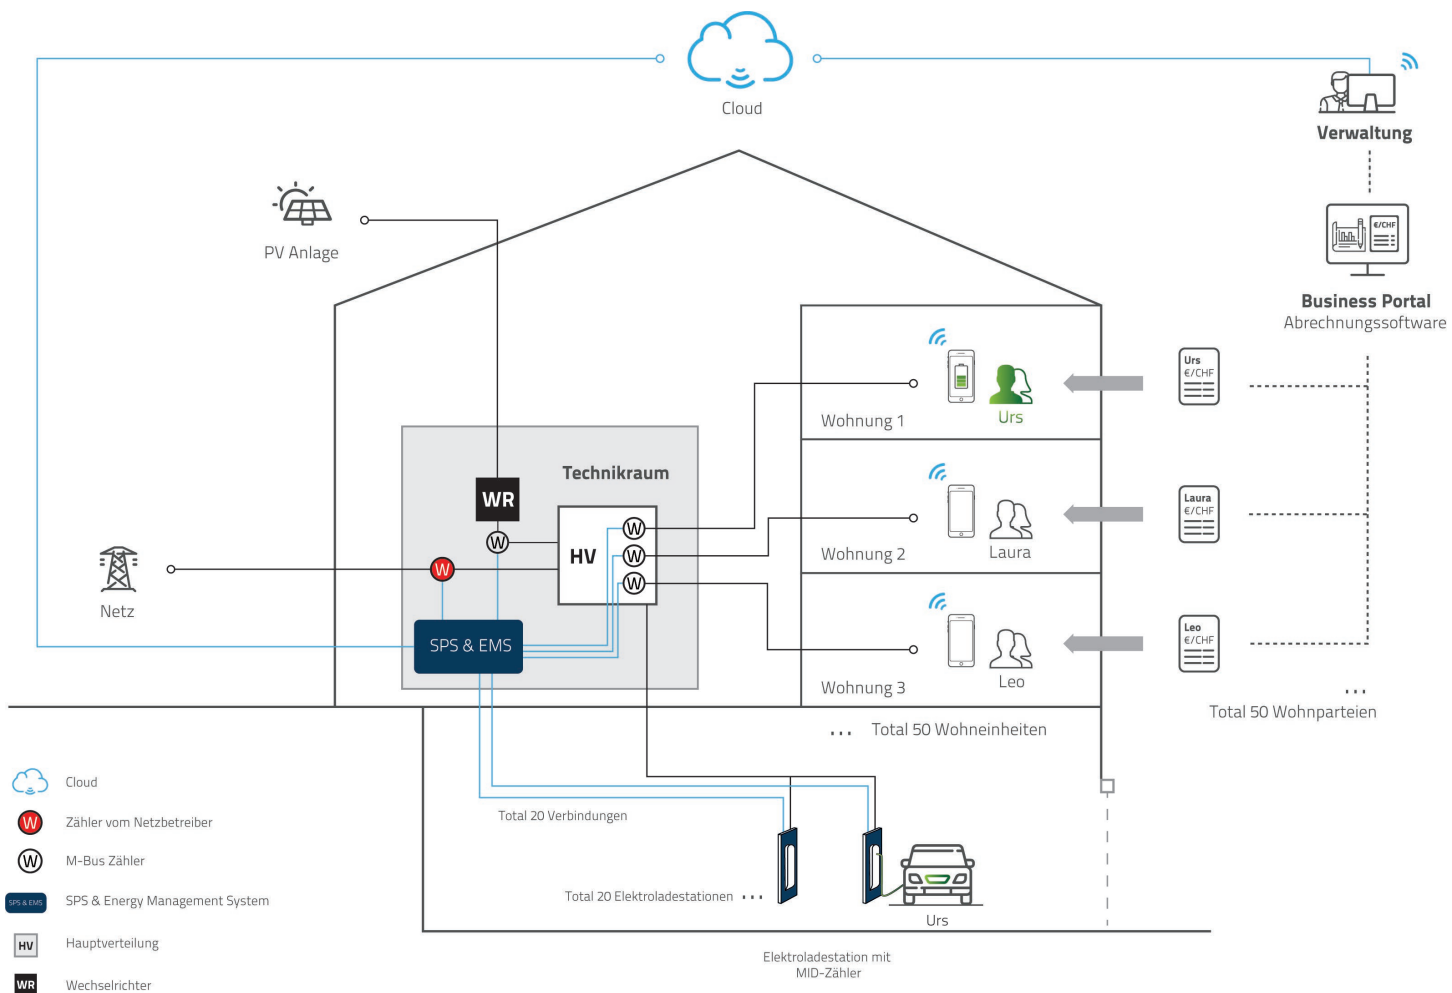 Cloud
Verwaltung
PV Anlage
€/CHF
Business Portal
Abrechnungssoftware
Urs
€/CHF
Wohnung 1
Urs
Technikraum
WR
W
W
HV
W
W
W
Laura
€/CHF
Wohnung 2
Laura
Netz
SPS & EMS
Leo
€/CHF
Wohnung 3
Leo
... Total 50 Wohneinheiten
...
Total 50 Wohnparteien
Cloud
W Zähler vom Netzbetreiber
W M-Bus Zähler
SPS & EMS SPS & Energy Management System
HV Hauptverteilung
WR Wechselrichter
Total 20 Verbindungen
Total 20 Elektroladestationen ...
Urs
Elektroladestation mit
MID-Zähler